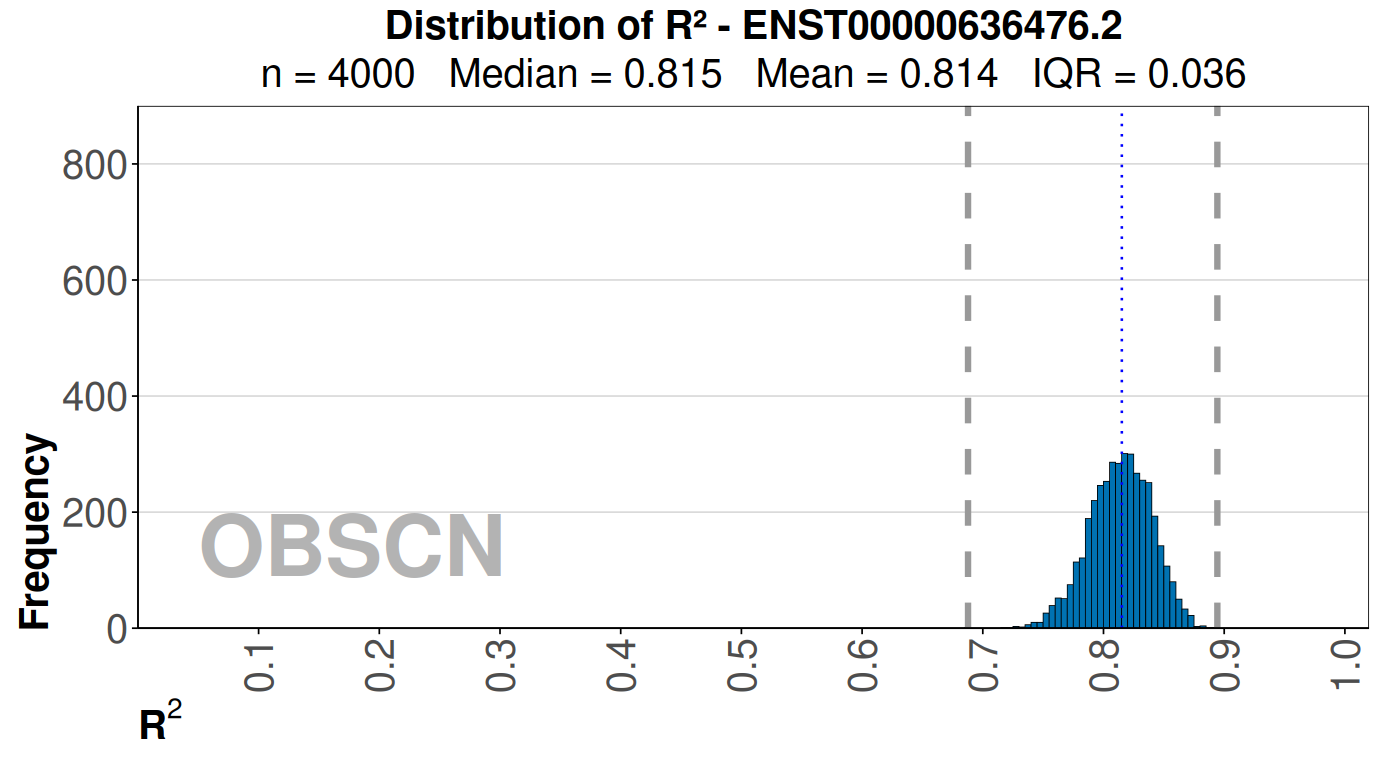 Distribution of R² - ENST00000636476.2
n = 4000 Median = 0.815 Mean = 0.814 IQR = 0.036
Frequency
800
600
400
200
0
OBSCN
0.1 0.2 0.3 0.4 0.5 0.6 0.7 0.8 0.9 1.0
R²